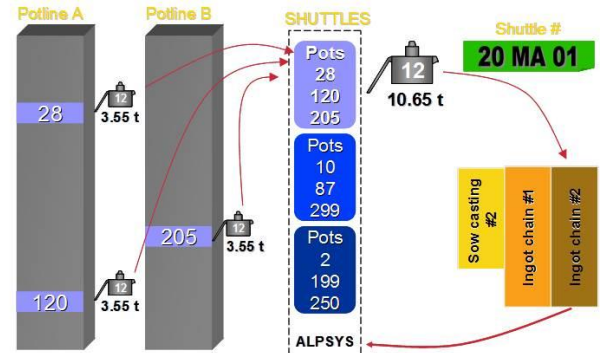 Potline A
Potline B
SHUTTLES
Shuttle #
20 MA 01
28
12
3.55 t
120
12
3.55 t
205
12
3.55 t
Pots
28
120
205
12
10.65 t
Pots
10
87
299
Pots
2
199
250
ALPSYS
Sow casting
#2
Ingot chain #1
Ingot chain #2